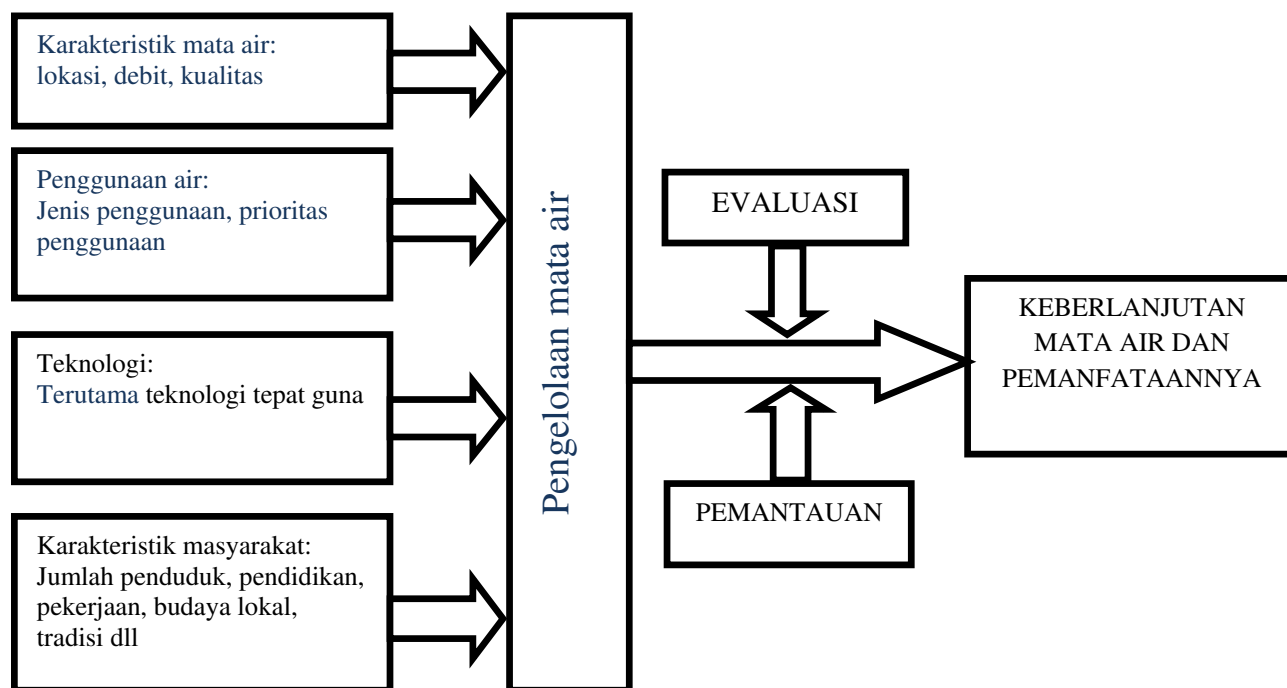 Karakteristik mata air:
lokasi, debit, kualitas
Penggunaan air:
Jenis penggunaan, prioritas
penggunaan
Teknologi:
Terutama teknologi tepat guna
Karakteristik masyarakat:
Jumlah penduduk, pendidikan,
pekerjaan, budaya lokal,
tradisi dll
Pengelolaan mata air
EVALUASI
PEMANTAUAN
KEBERLANJUTAN
MATA AIR DAN
PEMANFATAANNYA